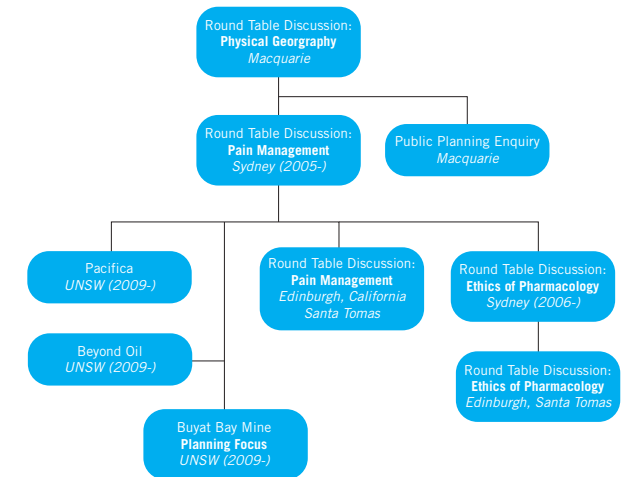 Round Table Discussion:
Physical Georgraphy
Macquarie
Round Table Discussion:
Pain Management
Sydney (2005-)
Public Planning Enquiry
Macquarie
Pacifica
UNSW (2009-)
Round Table Discussion:
Pain Management
Edinburgh, California
Santa Tomas
Round Table Discussion:
Ethics of Pharmacology
Sydney (2006-)
Beyond Oil
UNSW (2009-)
Round Table Discussion:
Ethics of Pharmacology
Edinburgh, Santa Tomas
Buyat Bay Mine
Planning Focus
UNSW (2009-)